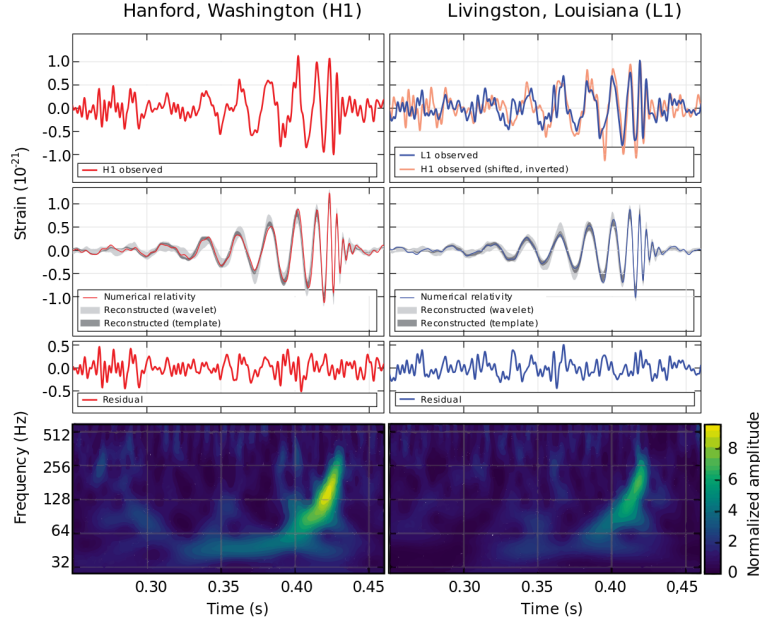 Hanford, Washington (H1)
Livingston, Louisiana (L1)
Strain (10⁻²¹)
1.0
0.5
0.0
-0.5
-1.0
H1 observed
L1 observed
H1 observed (shifted, inverted)
1.0
0.5
0.0
-0.5
-1.0
Numerical relativity
Reconstructed (wavelet)
Reconstructed (template)
Numerical relativity
Reconstructed (wavelet)
Reconstructed (template)
0.5
0.0
-0.5
Residual
Residual
Frequency (Hz)
512
256
128
64
32
Normalized amplitude
8
6
4
2
0
0.30
0.35
0.40
0.45
0.30
0.35
0.40
0,45
Time (s)
Time (s)